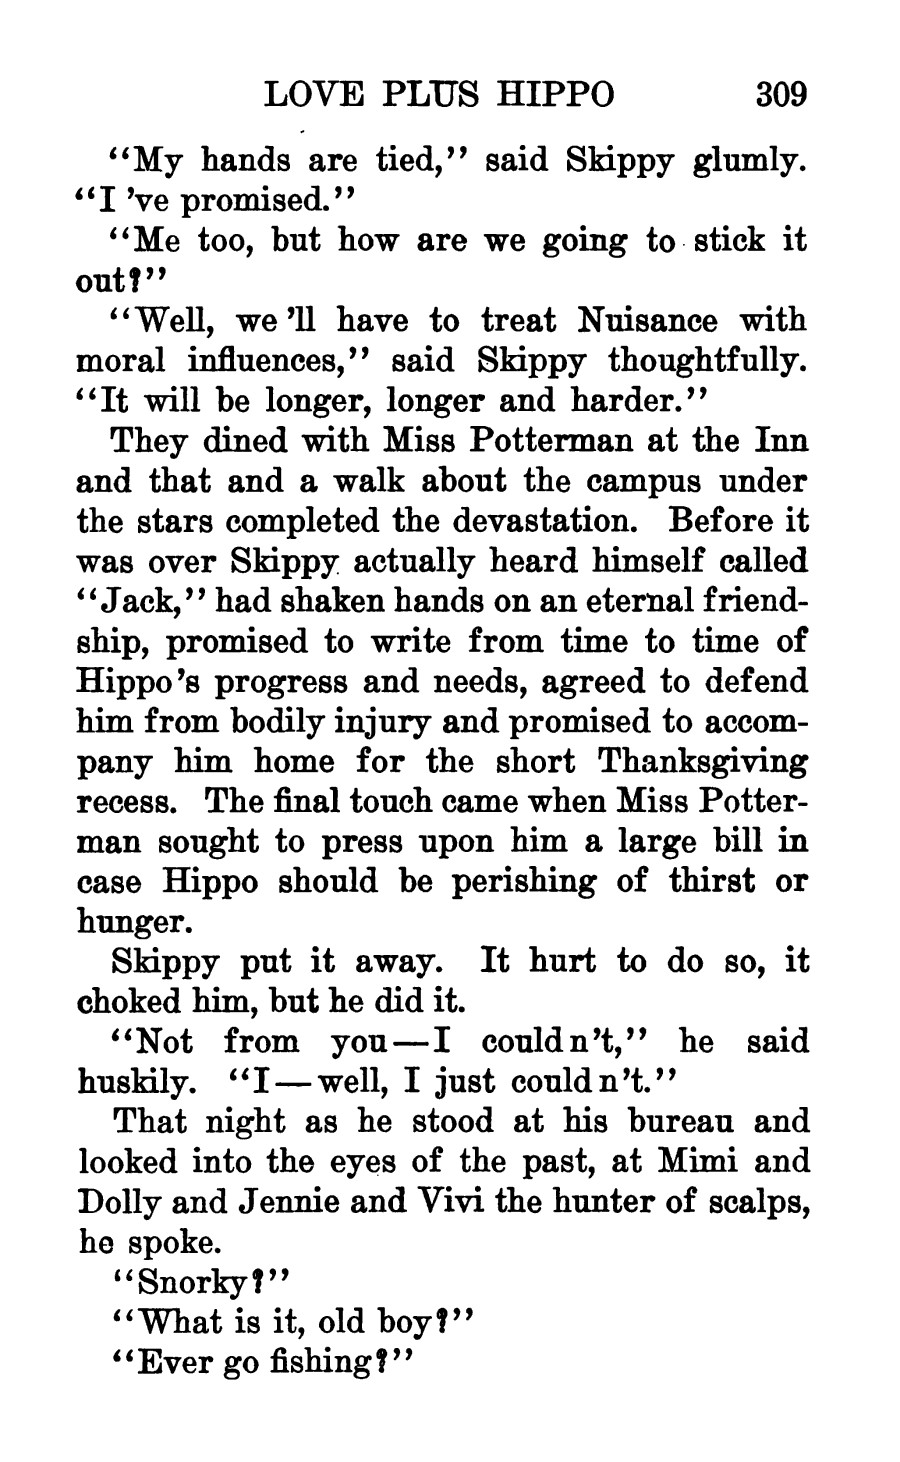 LOVE PLUS HIPPO 309
“My hands are tied,” said Skippy glumly.
“I ’ve promised.”
“Me too, but how are we going to stick it
out?”
“Well, we ’ll have to treat Nuisance with
moral influences,” said Skippy thoughtfully.
“It will be longer, longer and harder.”
They dined with Miss Potterman at the Inn
and that and a walk about the campus under
the stars completed the devastation. Before it
was over Skippy actually heard himself called
“Jack,” had shaken hands on an eternal friend-
ship, promised to write from time to time of
Hippo’s progress and needs, agreed to defend
him from bodily injury and promised to accom-
pany him home for the short Thanksgiving
recess. The final touch came when Miss Potter-
man sought to press upon him a large bill in
case Hippo should be perishing of thirst or
hunger.
Skippy put it away. It hurt to do so, it
choked him, but he did it.
“Not from you—I could n’t,” he said
huskily. “I—well, I just could n’t.”
That night as he stood at his bureau and
looked into the eyes of the past, at Mimi and
Dolly and Jennie and Vivi the hunter of scalps,
he spoke.
“Snorky?”
“What is it, old boy?”
“Ever go fishing?”